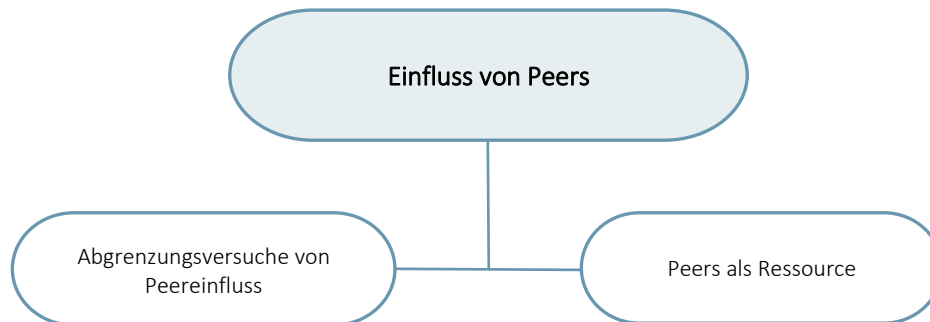 Einfluss von Peers
Abgrenzungsversuche von
Peereinfluss
Peers als Ressource